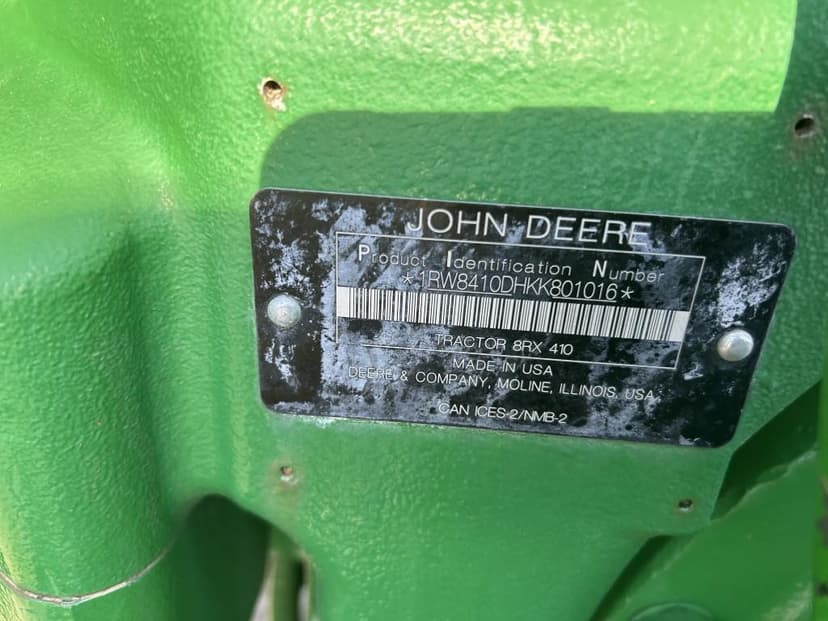 JOHN DEERE
Product Identification Number
*1RW8410DHKK801016*
TRACTOR 8RX 410
MADE IN USA
DEERE & COMPANY, MOLINE, ILLINOIS, USA
CAN ICES-2/NMB-2